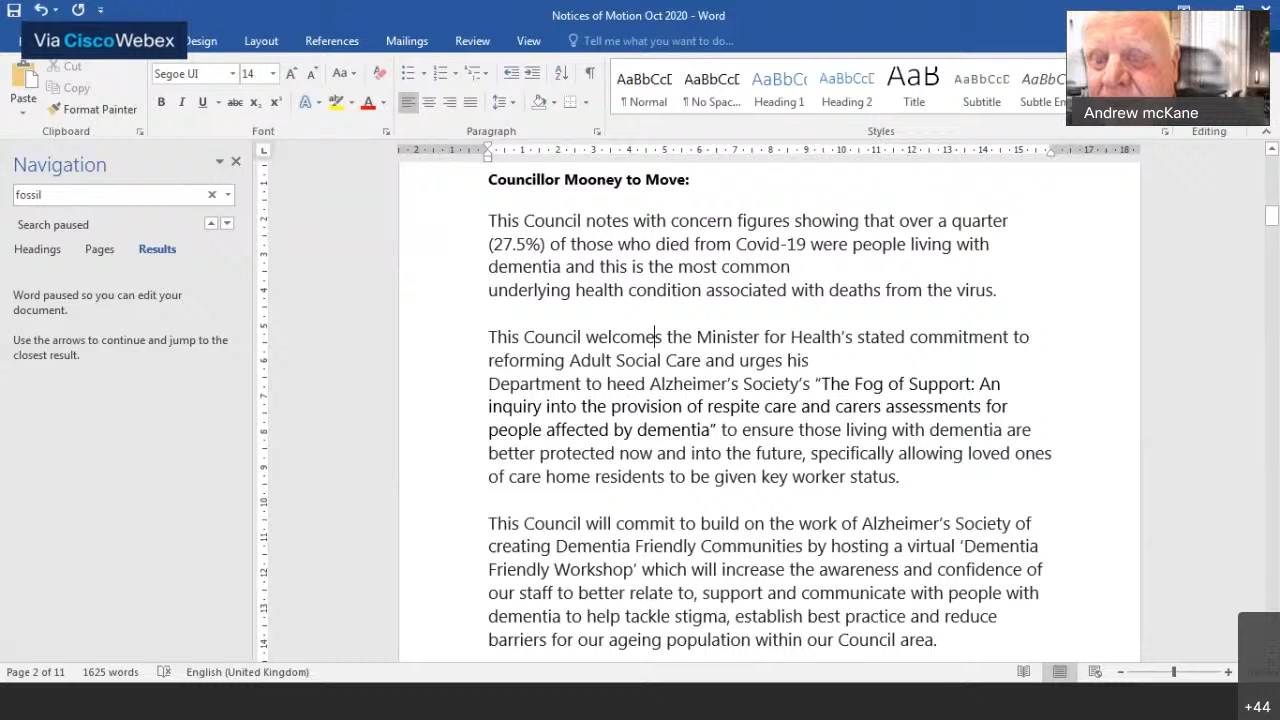 Notices of Motion Oct 2020 - Word
Via CiscoWebex
Design Layout References Mailings Review View Tell me what you want to do...
Paste
Cut
Copy
Format Painter
Clipboard
Segoe UI 14
Font
Paragraph
AaBbCcD AaBbCcD AaBbCc AaBbCcD AaB AaBbCcD
¶ Normal ¶ No Spac... Heading Heading 2 Title Subtitle Subtle Em
Styles
Editing
Andrew mcKane
Navigation
fossil
Search paused
Headings Pages Results
Word paused so you can edit your
document.
Use the arrows to continue and jump to the
closest result.
Councillor Mooney to Move:
This Council notes with concern figures showing that over a quarter
(27.5%) of those who died from Covid-19 were people living with
dementia and this is the most common
underlying health condition associated with deaths from the virus.
This Council welcomes the Minister for Health’s stated commitment to
reforming Adult Social Care and urges his
Department to heed Alzheimer’s Society’s “The Fog of Support: An
inquiry into the provision of respite care and carers assessments for
people affected by dementia” to ensure those living with dementia are
better protected now and into the future, specifically allowing loved ones
of care home residents to be given key worker status.
This Council will commit to build on the work of Alzheimer’s Society of
creating Dementia Friendly Communities by hosting a virtual ‘Dementia
Friendly Workshop’ which will increase the awareness and confidence of
our staff to better relate to, support and communicate with people with
dementia to help tackle stigma, establish best practice and reduce
barriers for our ageing population within our Council area.
Page 2 of 11 1625 words English (United Kingdom)
+44